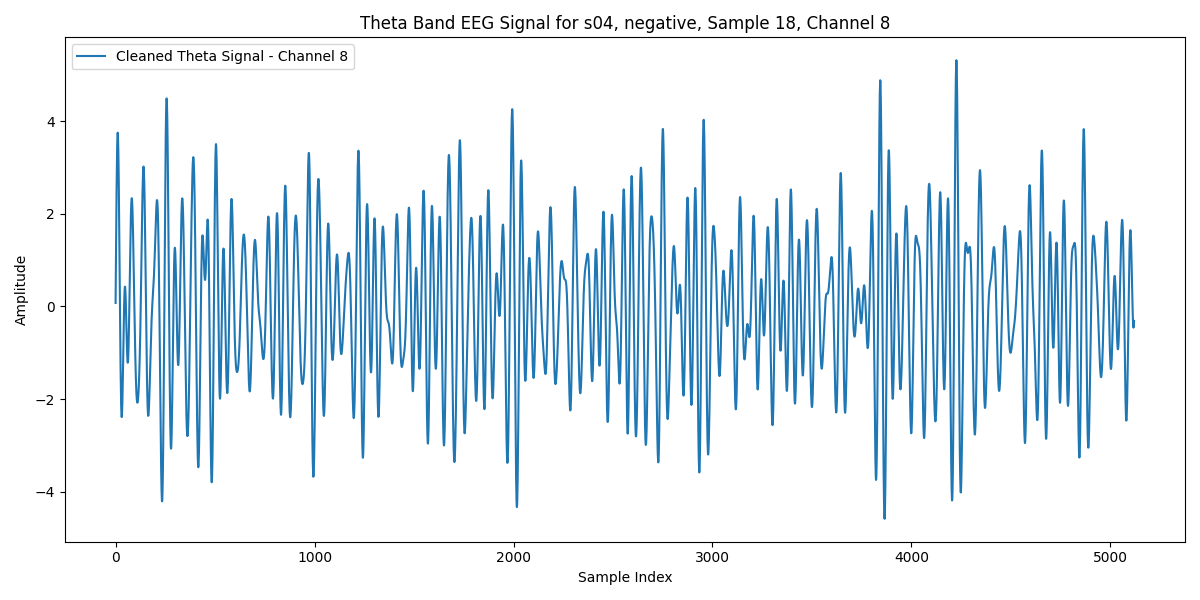 Theta Band EEG Signal for s04, negative, Sample 18, Channel 8
Cleaned Theta Signal - Channel 8
Amplitude
4
2
0
−2
−4
0 1000 2000 3000 4000 5000
Sample Index